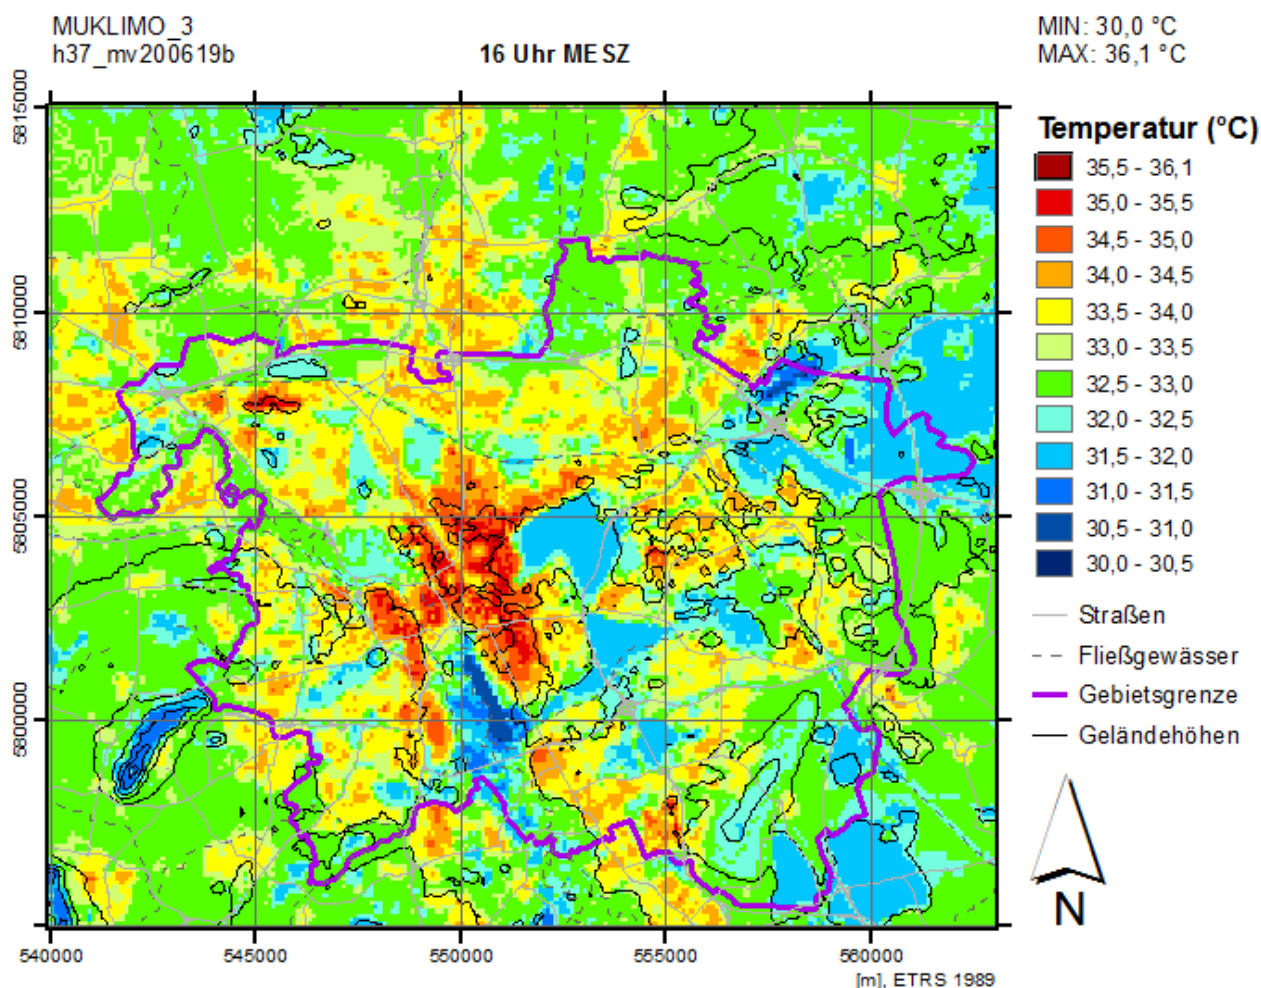 MUKLIMO_3
h37_mv200619b
16 Uhr MESZ
MIN: 30,0 °C
MAX: 36,1 °C
Temperatur (°C)
35,5 - 36,1
35,0 - 35,5
34,5 - 35,0
34,0 - 34,5
33,5 - 34,0
33,0 - 33,5
32,5 - 33,0
32,0 - 32,5
31,5 - 32,0
31,0 - 31,5
30,5 - 31,0
30,0 - 30,5
Straßen
Fließgewässer
Gebietsgrenze
Geländehöhen
N
5815000
5810000
5805000
5800000
540000
545000
550000
555000
560000
[m], ETRS 1989